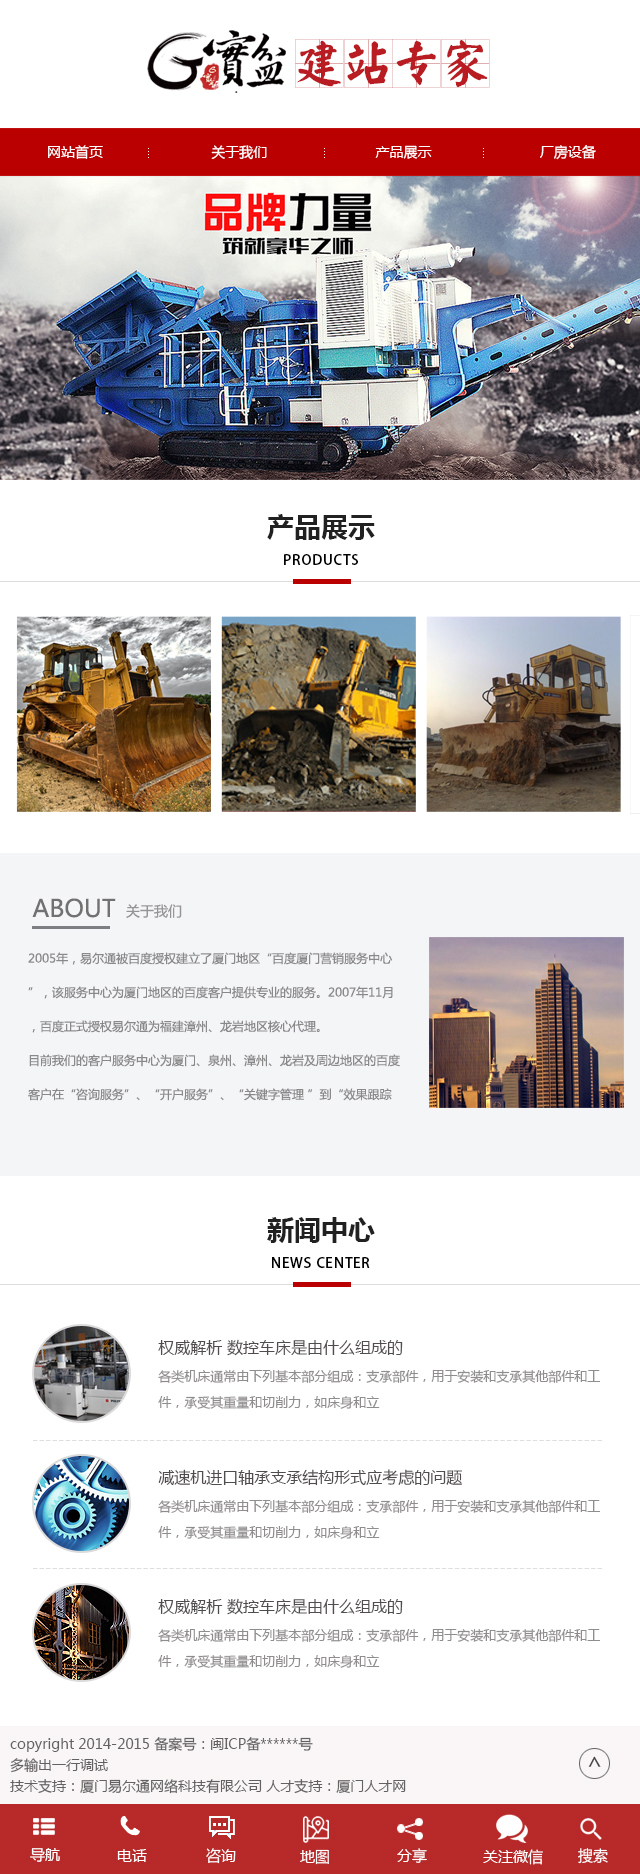 G寶盆 建站专家
网站首页 关于我们 产品展示 厂房设备
品牌力量
筑新豪华之师
产品展示
PRODUCTS
ABOUT 关于我们
2005年，易尔通被百度授权建立了厦门地区“百度厦门营销服务中心
”，该服务中心为厦门地区的百度客户提供专业的服务。2007年11月
，百度正式授权易尔通为福建漳州、龙岩地区核心代理。
目前我们的客户服务中心为厦门、泉州、漳州、龙岩及周边地区的百度
客户在“咨询服务”、“开户服务”、“关键字管理 ”到“效果跟踪
新闻中心
NEWS CENTER
权威解析 数控车床是由什么组成的
各类机床通常由下列基本部分组成：支承部件，用于安装和支承其他部件和工
件，承受其重量和切削力，如床身和立
减速机进口轴承支承结构形式应考虑的问题
各类机床通常由下列基本部分组成：支承部件，用于安装和支承其他部件和工
件，承受其重量和切削力，如床身和立
权威解析 数控车床是由什么组成的
各类机床通常由下列基本部分组成：支承部件，用于安装和支承其他部件和工
件，承受其重量和切削力，如床身和立
copyright 2014-2015 备案号：闽ICP备******号
多输出一行调试
技术支持：厦门易尔通网络科技有限公司 人才支持：厦门人才网
导航 电话 咨询 地图 分享 关注微信 搜索